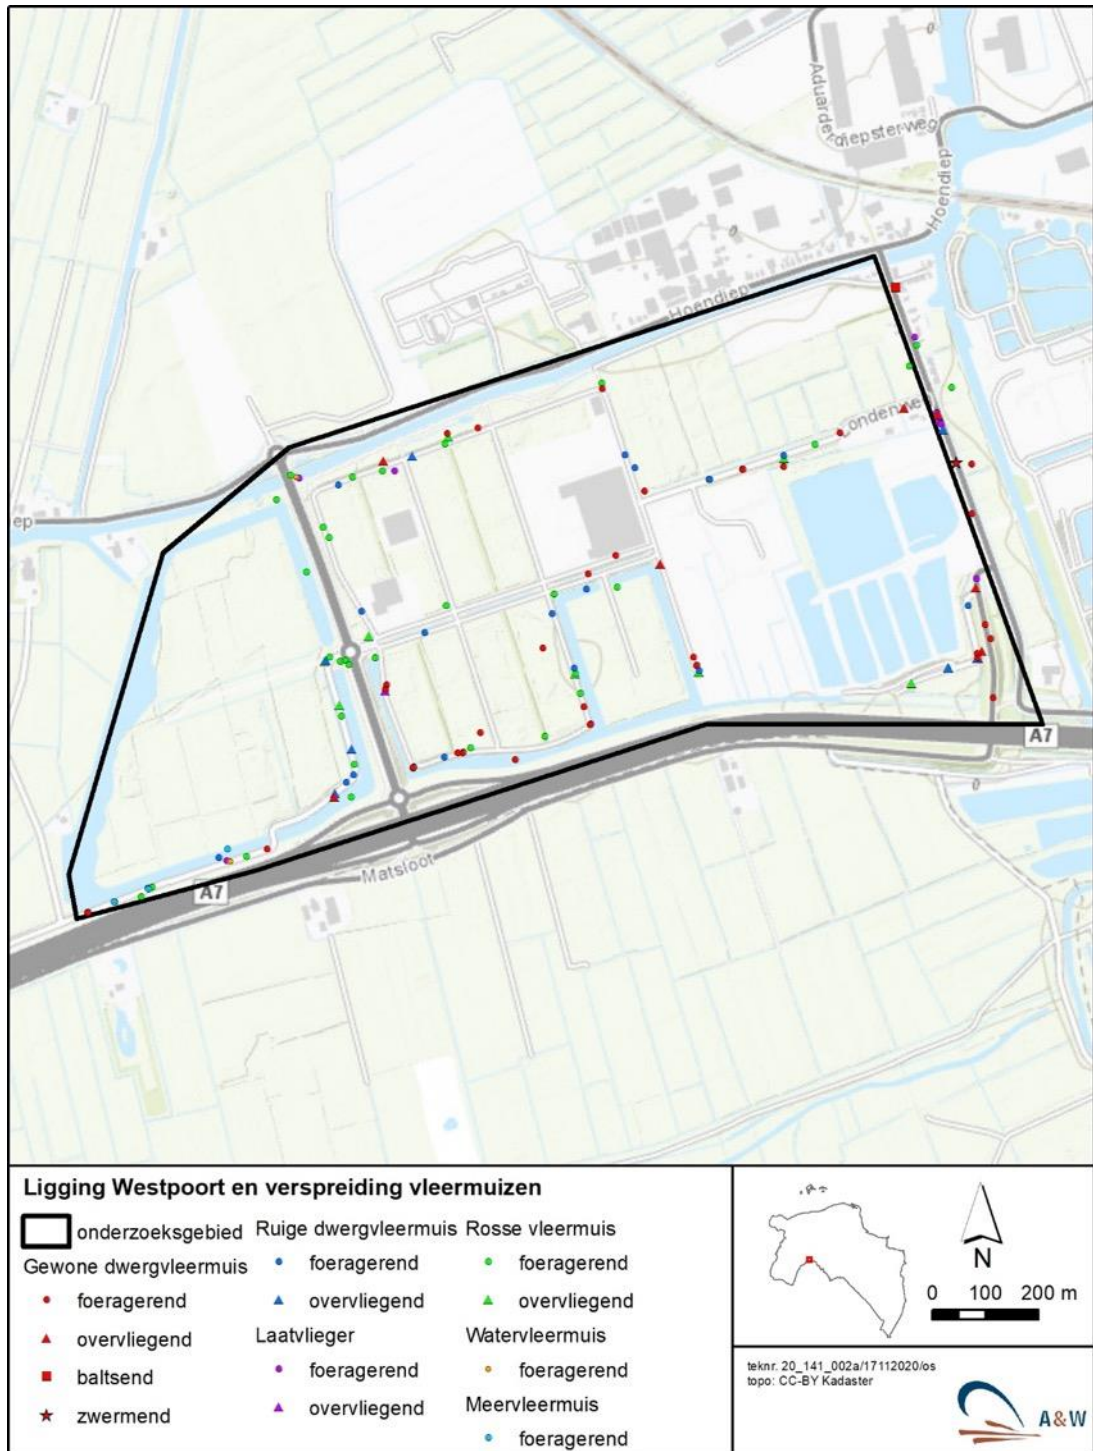 Aduarderdiepsterweg
Hoendiep
Hoendiep
Zonderweg
ep
A7
A7
Matsloot
Ligging Westpoort en verspreiding vleermuizen
onderzoeksgebied
Gewone dwergvleermuis
foeragerend
overvliegend
baltsend
zwermend
Ruige dwergvleermuis
foeragerend
overvliegend
Laatvlieger
foeragerend
overvliegend
Rosse vleermuis
foeragerend
overvliegend
Watervleermuis
foeragerend
Meervleermuis
foeragerend
N
0 100 200 m
teknr. 20_141_002a/17112020/os
topo: CC-BY Kadaster
A&W